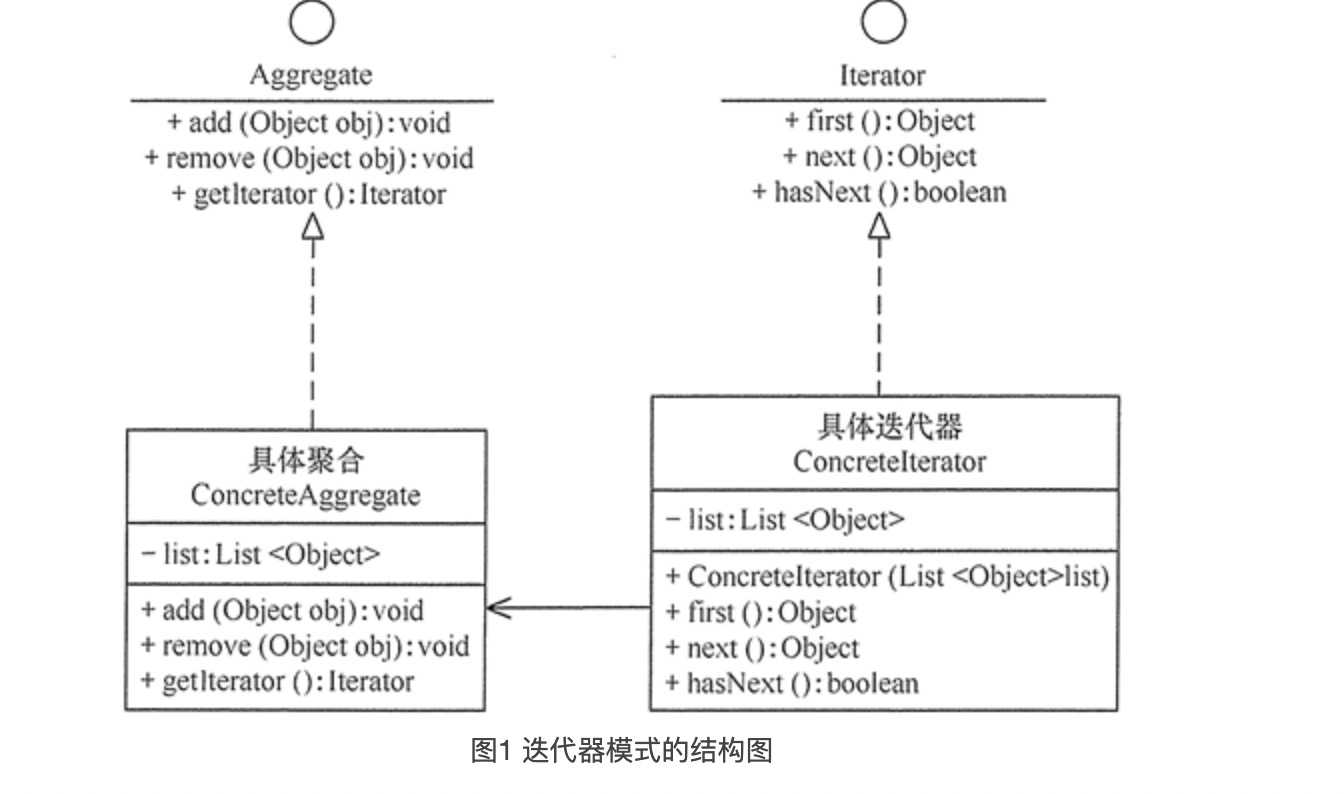 Aggregate
+ add (Object obj):void
+ remove (Object obj):void
+ getIterator ():Iterator
Iterator
+ first ():Object
+ next ():Object
+ hasNext ():boolean
具体聚合
ConcreteAggregate
− list:List <Object>
+ add (Object obj):void
+ remove (Object obj):void
+ getIterator ():Iterator
具体迭代器
ConcreteIterator
− list:List <Object>
+ ConcreteIterator (List <Object>list)
+ first ():Object
+ next ():Object
+ hasNext ():boolean
图1 迭代器模式的结构图